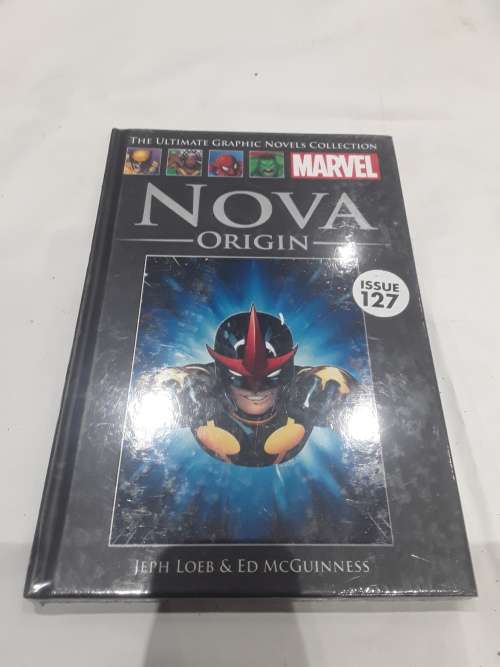 THE ULTIMATE GRAPHIC NOVELS COLLECTION
MARVEL
NOVA
ORIGIN
ISSUE
127
JEPH LOEB & ED MCGUINNESS